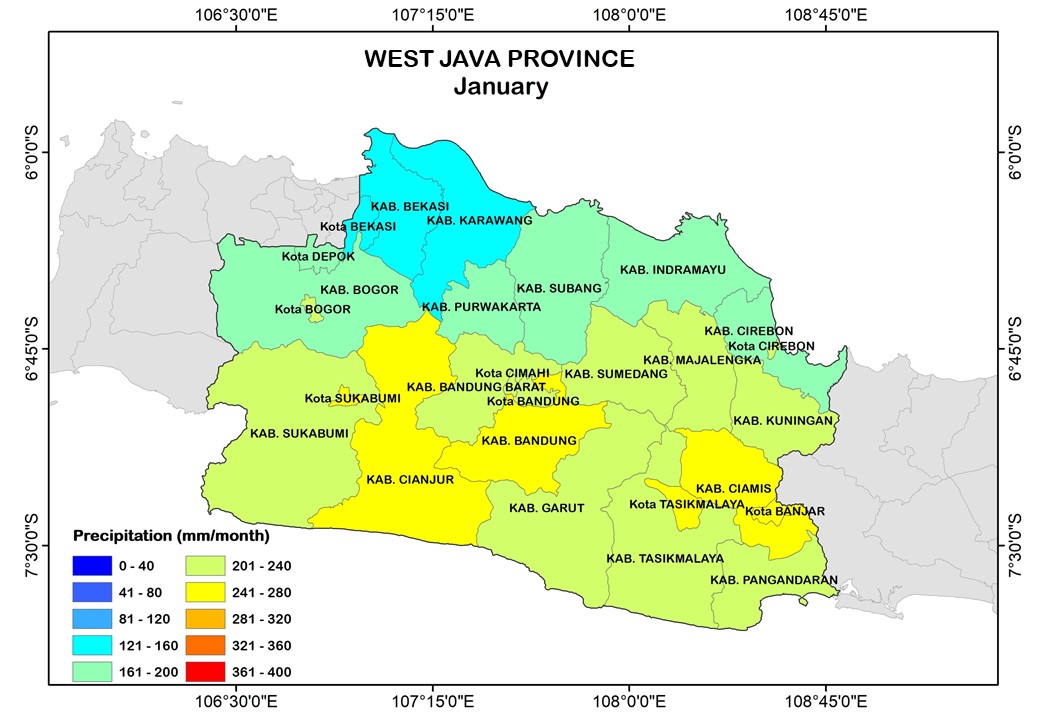 106°30'0"E 107°15'0"E 108°0'0"E 108°45'0"E
WEST JAVA PROVINCE
January
6°0'0"S 6°0'0"S
KAB. BEKASI
KAB. KARAWANG
Kota BEKASI
Kota DEPOK
KAB. INDRAMAYU
KAB. BOGOR
KAB. SUBANG
Kota BOGOR
KAB. PURWAKARTA
KAB. CIREBON
Kota CIREBON
6°45'0"S 6°45'0"S
KAB. MAJALENGKA
Kota CIMAHI
KAB. SUMEDANG
KAB. BANDUNG BARAT
Kota SUKABUMI
Kota BANDUNG
KAB. KUNINGAN
KAB. SUKABUMI
KAB. BANDUNG
KAB. CIANJUR
KAB. CIAMIS
Kota TASIKMALAYA
KAB. GARUT
Kota BANJAR
7°30'0"S 7°30'0"S
KAB. TASIKMALAYA
KAB. PANGANDARAN
Precipitation (mm/month)
0 - 40 201 - 240
41 - 80 241 - 280
81 - 120 281 - 320
121 - 160 321 - 360
161 - 200 361 - 400
106°30'0"E 107°15'0"E 108°0'0"E 108°45'0"E